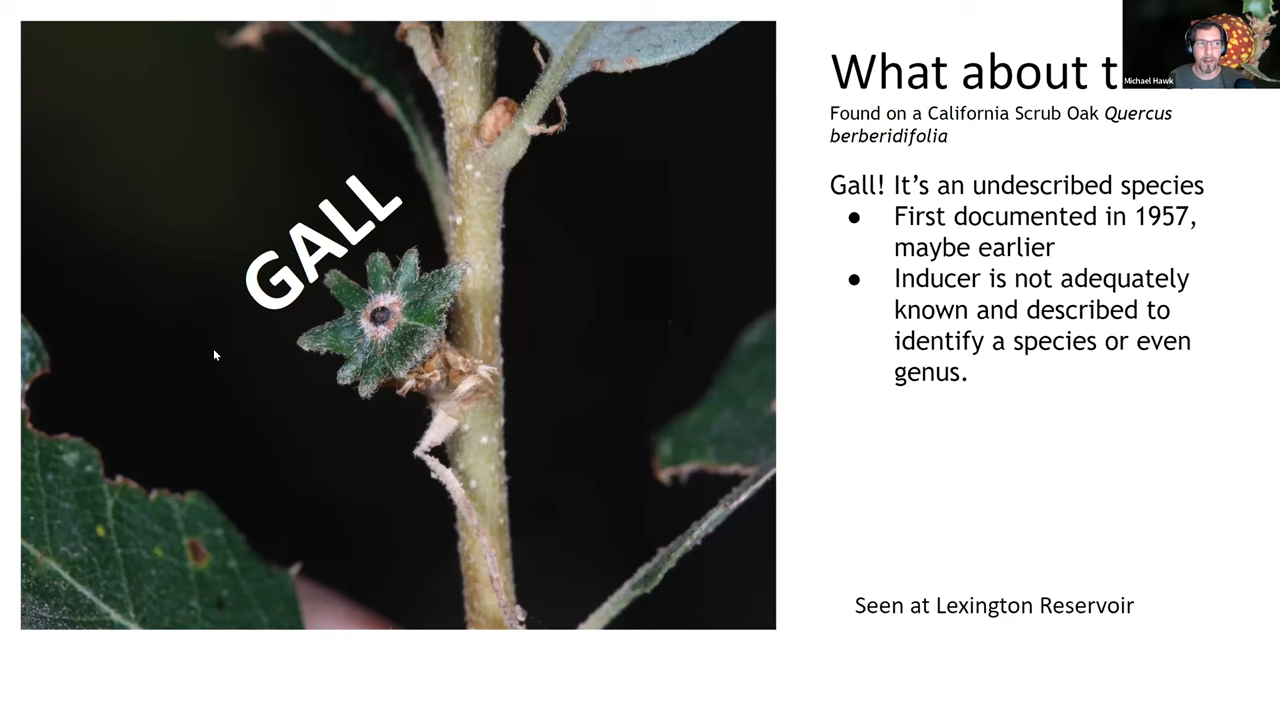 What about t
Michael Hawk
Found on a California Scrub Oak Quercus
berberidifolia
GALL
Gall! It’s an undescribed species
● First documented in 1957,
maybe earlier
● Inducer is not adequately
known and described to
identify a species or even
genus.
Seen at Lexington Reservoir